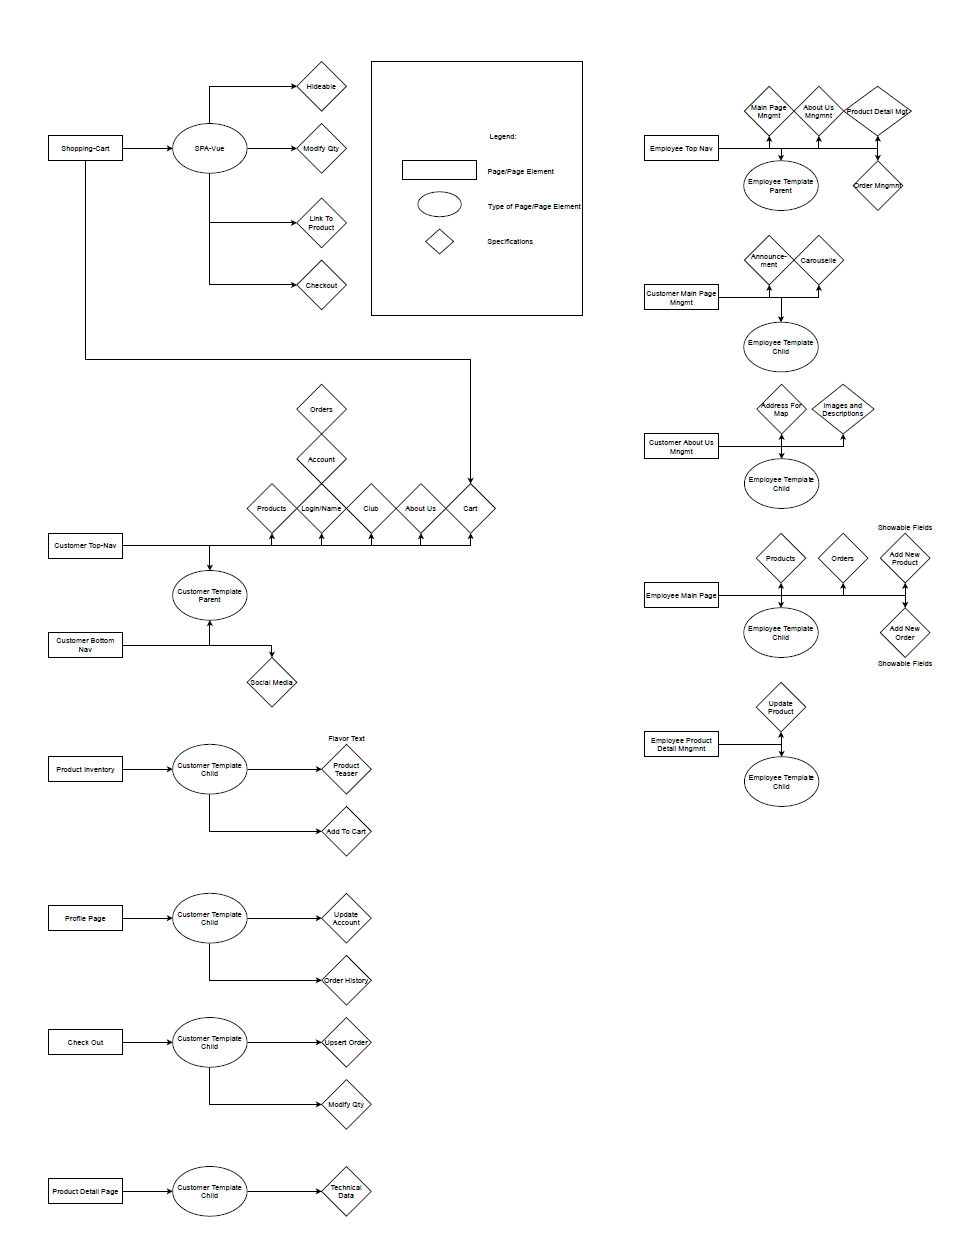 Hideable
Shopping-Cart
SPA-Vue
Modify Qty
Link To
Product
Checkout
Legend:
Page/Page Element
Type of Page/Page Element
Specifications
Main Page
Mngmt
About Us
Mngmnt
Product Detail Mgt
Employee Top Nav
Employee Template
Parent
Order Mngmnt
Announce-
ment
Carouselle
Customer Main Page
Mngmt
Employee Template
Child
Address For
Map
Images and
Descriptions
Customer About Us
Mngmt
Employee Template
Child
Orders
Account
Products
Login/Name
Club
About Us
Cart
Customer Top-Nav
Customer Template
Parent
Customer Bottom
Nav
Social Media
Showable Fields
Products
Orders
Add New
Product
Employee Main Page
Employee Template
Child
Add New
Order
Showable Fields
Update
Product
Employee Product
Detail Mngmnt
Employee Template
Child
Flavor Text
Product Inventory
Customer Template
Child
Product
Teaser
Add To Cart
Profile Page
Customer Template
Child
Update
Account
Order History
Check Out
Customer Template
Child
Upsert Order
Modify Qty
Product Detail Page
Customer Template
Child
Technical
Data